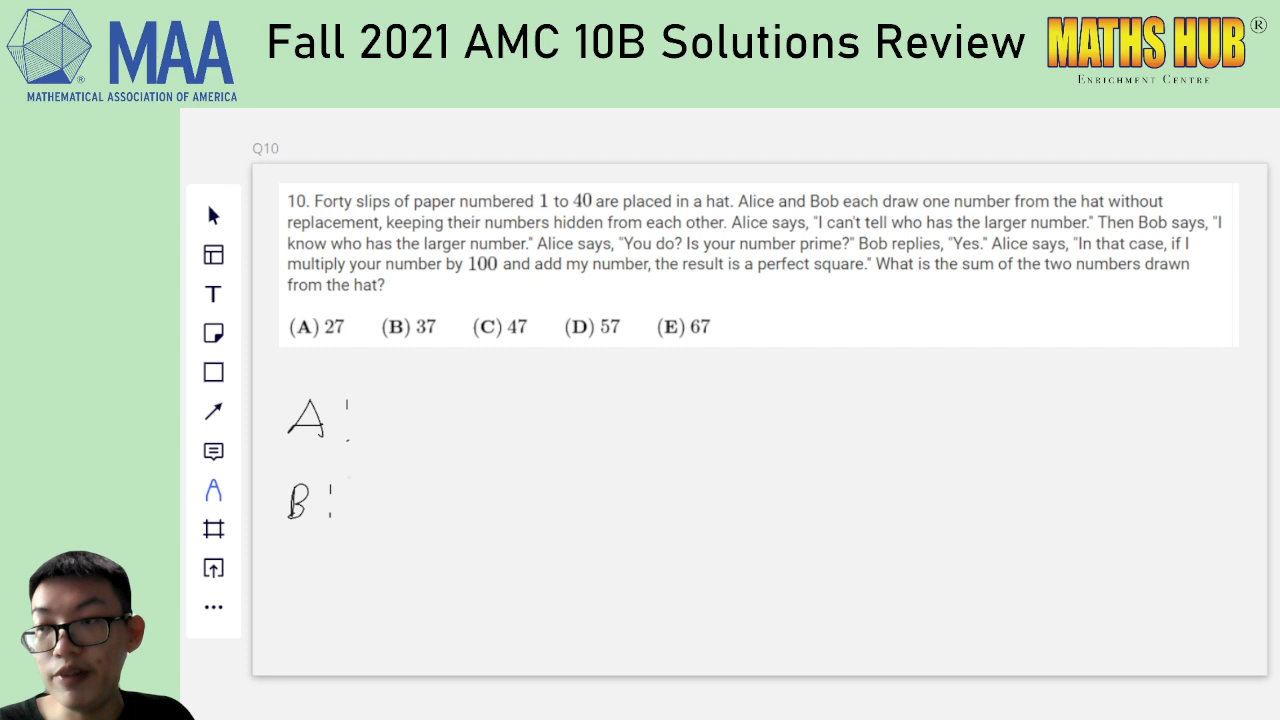 MAA
MATHEMATICAL ASSOCIATION OF AMERICA
Fall 2021 AMC 10B Solutions Review
MATHS HUB®
ENRICHMENT CENTRE
Q10
10. Forty slips of paper numbered 1 to 40 are placed in a hat. Alice and Bob each draw one number from the hat without
replacement, keeping their numbers hidden from each other. Alice says, "I can't tell who has the larger number." Then Bob says, "I
know who has the larger number." Alice says, "You do? Is your number prime?" Bob replies, "Yes." Alice says, "In that case, if I
multiply your number by 100 and add my number, the result is a perfect square." What is the sum of the two numbers drawn
from the hat?
(A) 27 (B) 37 (C) 47 (D) 57 (E) 67
A :
B :